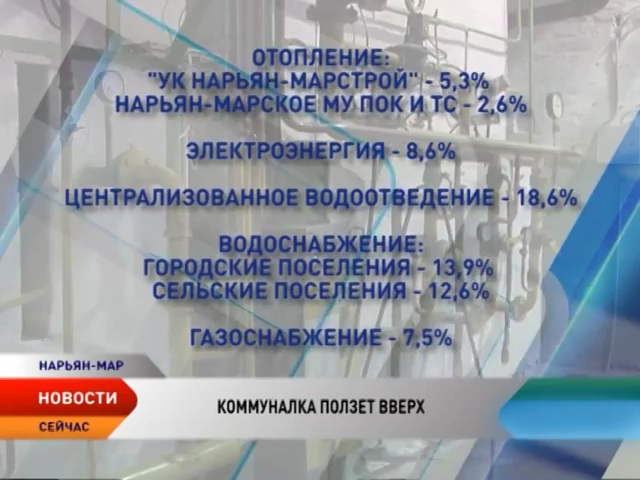 ОТОПЛЕНИЕ:
"УК НАРЬЯН-МАРСТРОЙ" - 5,3%
НАРЬЯН-МАРСКОЕ МУ ПОК И ТС - 2,6%
ЭЛЕКТРОЭНЕРГИЯ - 8,6%
ЦЕНТРАЛИЗОВАННОЕ ВОДООТВЕДЕНИЕ - 18,6%
ВОДОСНАБЖЕНИЕ:
ГОРОДСКИЕ ПОСЕЛЕНИЯ - 13,9%
СЕЛЬСКИЕ ПОСЕЛЕНИЯ - 12,6%
ГАЗОСНАБЖЕНИЕ - 7,5%
НАРЬЯН-МАР
НОВОСТИ
СЕЙЧАС
КОММУНАЛКА ПОЛЗЕТ ВВЕРХ